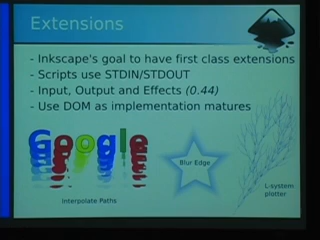 Extensions
- Inkscape's goal to have first class extensions
- Scripts use STDIN/STDOUT
- Input, Output and Effects (0.44)
- Use DOM as implementation matures
Google
Blur Edge
Interpolate Paths
L-system
plotter